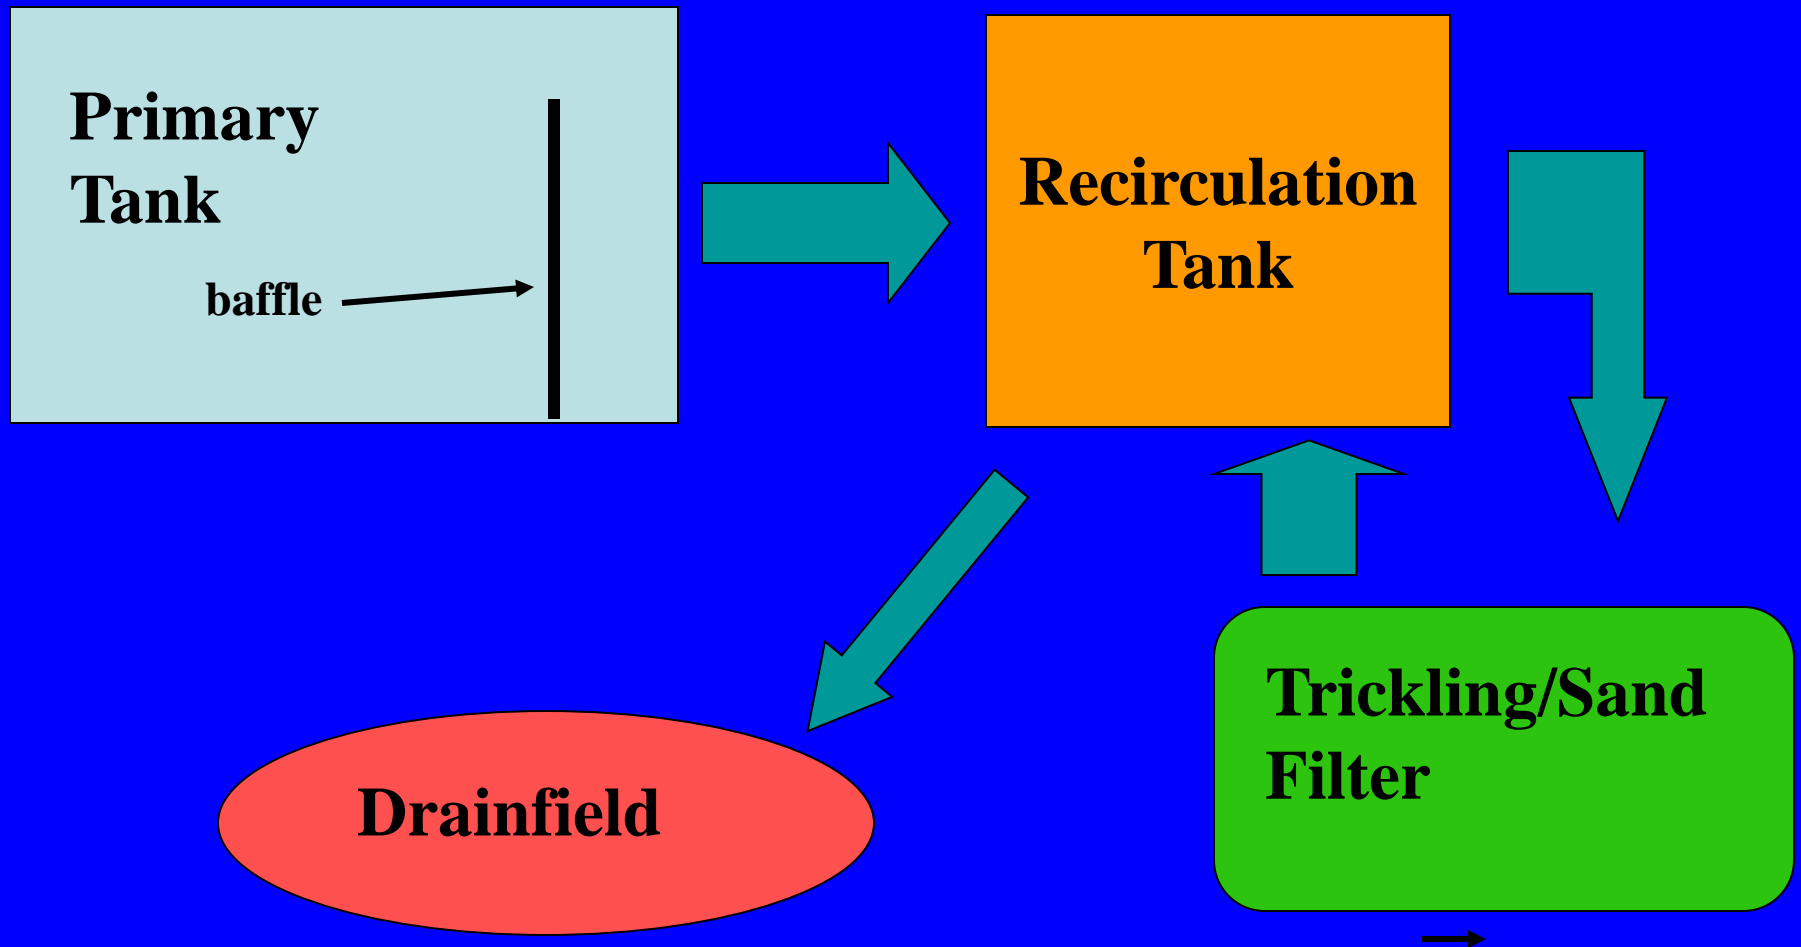 Primary
Tank
baffle
Recirculation
Tank
Trickling/Sand
Filter
Drainfield